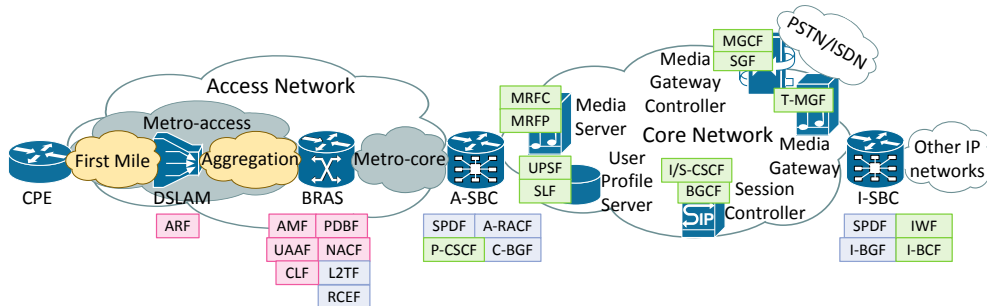 MGCF
SGF
PSTN/ISDN
Media
Gateway
Controller
T-MGF
Access Network
MRFC
MRFP
Media
Server
Core Network
Media
Gateway
Metro-access
First Mile
Aggregation
Metro-core
UPSF
SLF
User
Profile
Server
I/S-CSCF
BGCF
Session
Controller
SIP
Other IP
networks
CPE
DSLAM
BRAS
A-SBC
I-SBC
ARF
AMF
PDBF
UAAF
NACF
CLF
L2TF
RCEF
SPDF
A-RACF
P-CSCF
C-BGF
SPDF
IWF
I-BGF
I-BCF